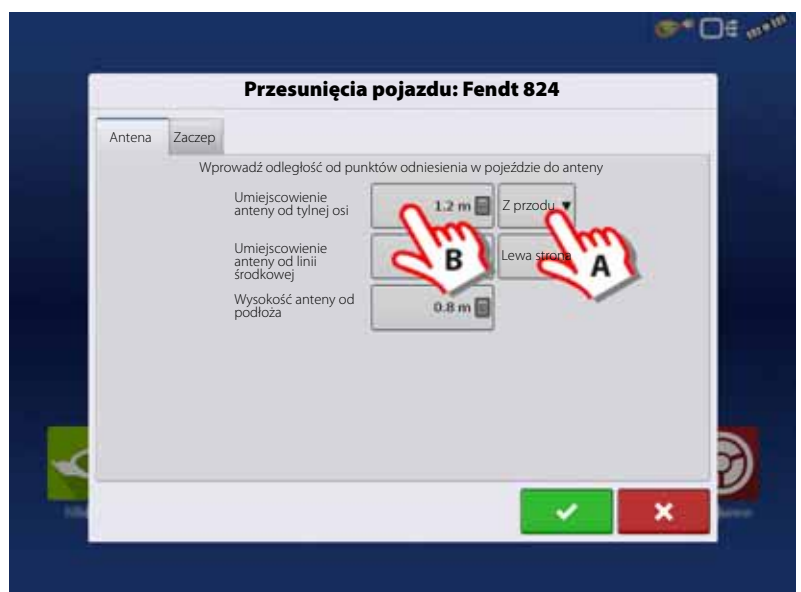 Przesunięcia pojazdu: Fendt 824
Antena Zaczep
Wprowadź odległość od punktów odniesienia w pojeździe do anteny
Umiejscowienie
anteny od tylnej osi
1.2 m Z przodu
Umiejscowienie
anteny od linii
środkowej
Lewa strona
Wysokość anteny od
podłoża
0.8 m
B
A